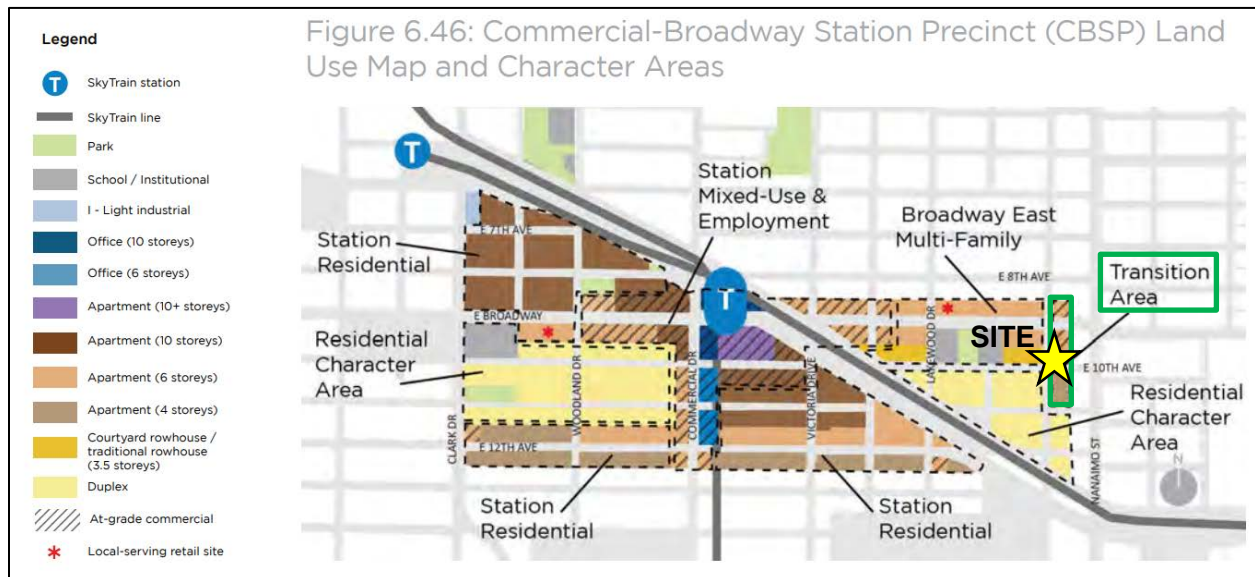 Figure 6.46: Commercial-Broadway Station Precinct (CBSP) Land
Use Map and Character Areas
Legend
T
SkyTrain station
SkyTrain line
Park
School / Institutional
I - Light industrial
Office (10 storeys)
Office (6 storeys)
Apartment (10+ storeys)
Apartment (10 storeys)
Apartment (6 storeys)
Apartment (4 storeys)
Courtyard rowhouse /
traditional rowhouse
(3.5 storeys)
Duplex
At-grade commercial
Local-serving retail site
T
Station
Mixed-Use &
Employment
Broadway East
Multi-Family
Station
Residential
E 7TH AVE
T
E 8TH AVE
Transition
Area
E BROADWAY
Residential
Character
Area
SITE
E 10TH AVE
Residential
Character
Area
CLARK DR
WOODLAND DR
COMMERCIAL DR
VICTORIA DRIVE
LAKEWOOD DR
NANAIMO ST
E 12TH AVE
N
Station
Residential
Station
Residential